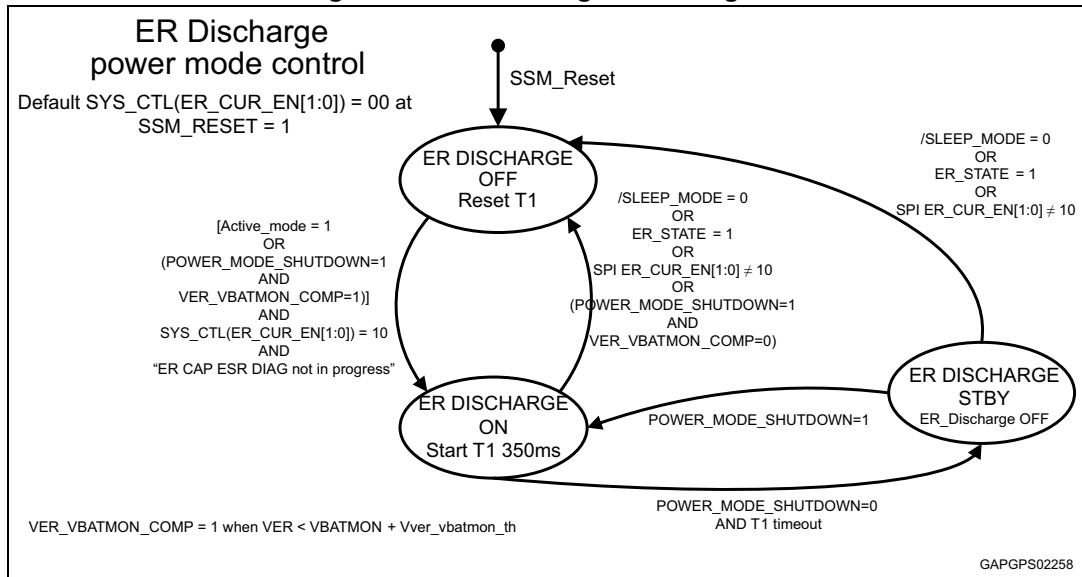 ER Discharge
power mode control
Default SYS_CTL(ER_CUR_EN[1:0]) = 00 at
SSM_RESET = 1
SSM_Reset
ER DISCHARGE
OFF
Reset T1
/SLEEP_MODE = 0
OR
ER_STATE = 1
OR
SPI ER_CUR_EN[1:0] ≠ 10
[Active_mode = 1
OR
(POWER_MODE_SHUTDOWN=1
AND
VER_VBATMON_COMP=1)]
AND
SYS_CTL(ER_CUR_EN[1:0]) = 10
AND
“ER CAP ESR DIAG not in progress”
/SLEEP_MODE = 0
OR
ER_STATE = 1
OR
SPI ER_CUR_EN[1:0] ≠ 10
OR
(POWER_MODE_SHUTDOWN=1
AND
VER_VBATMON_COMP=0)
ER DISCHARGE
STBY
ER_Discharge OFF
ER DISCHARGE
ON
Start T1 350ms
POWER_MODE_SHUTDOWN=1
POWER_MODE_SHUTDOWN=0
AND T1 timeout
VER_VBATMON_COMP = 1 when VER < VBATMON + Vver_vbatmon_th
GAPGPS02258